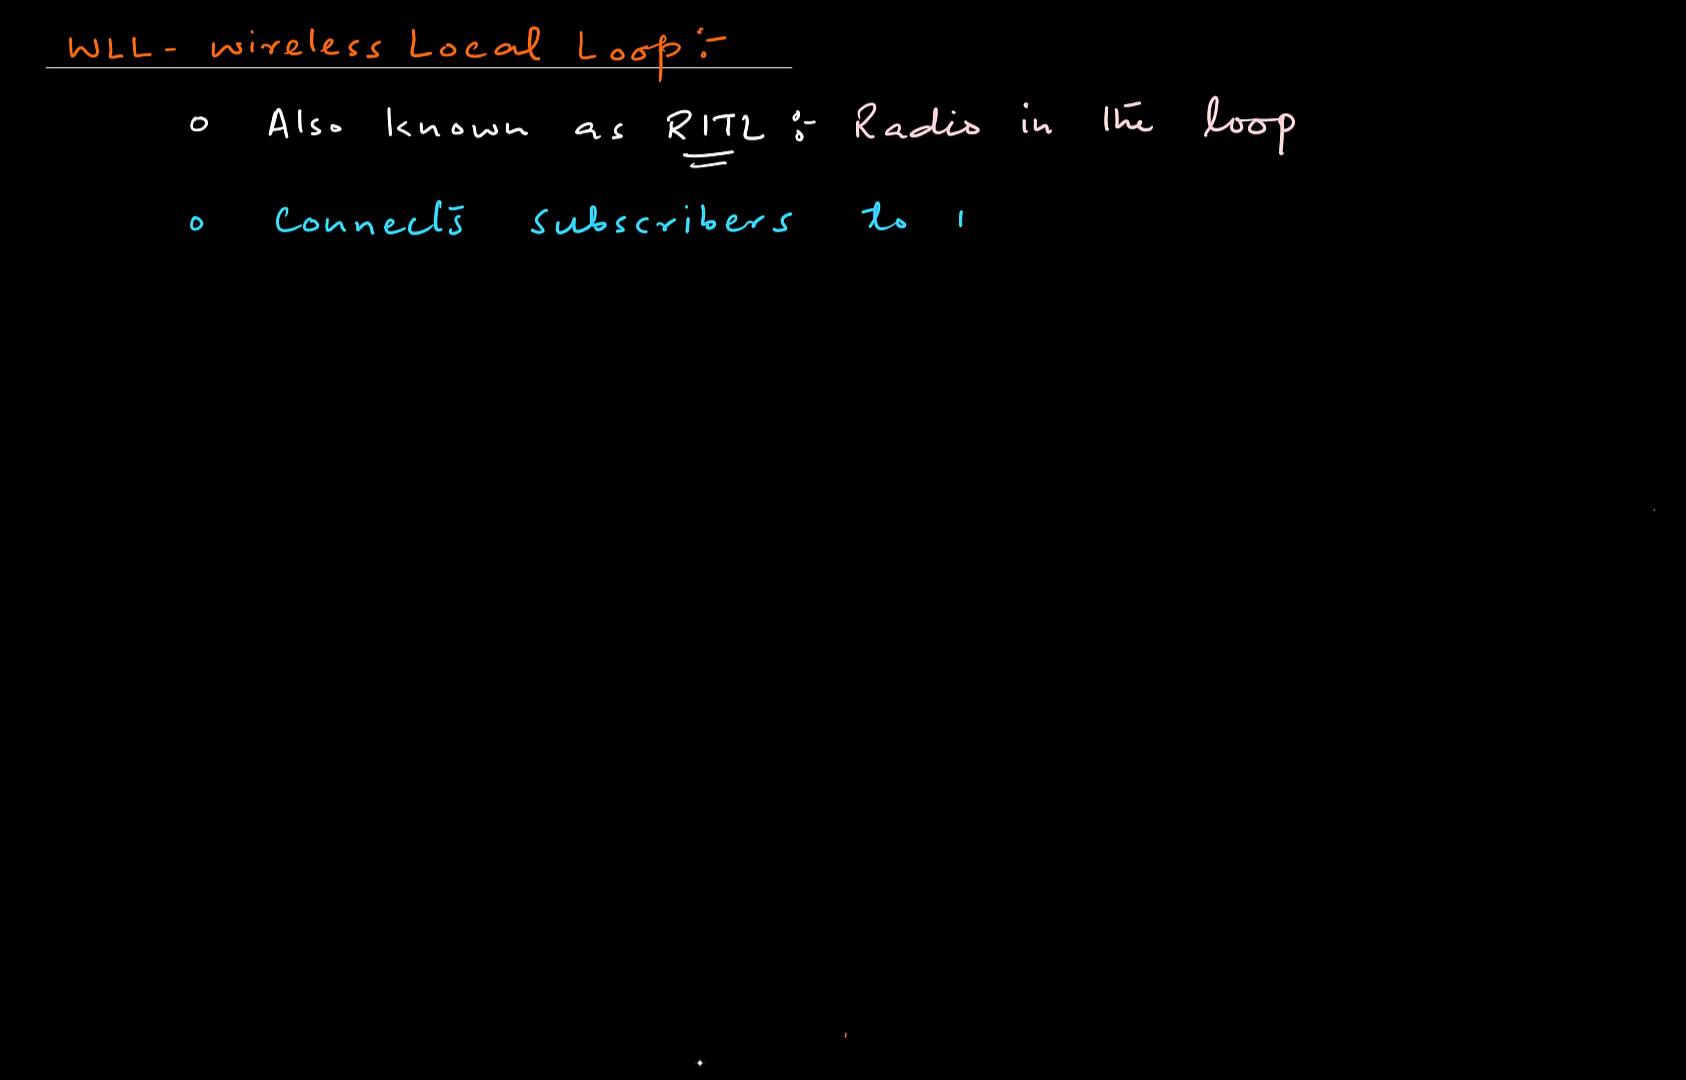 WLL - wireless Local Loop :-
o Also known as RITL :- Radio in the loop
o Connects subscribers to